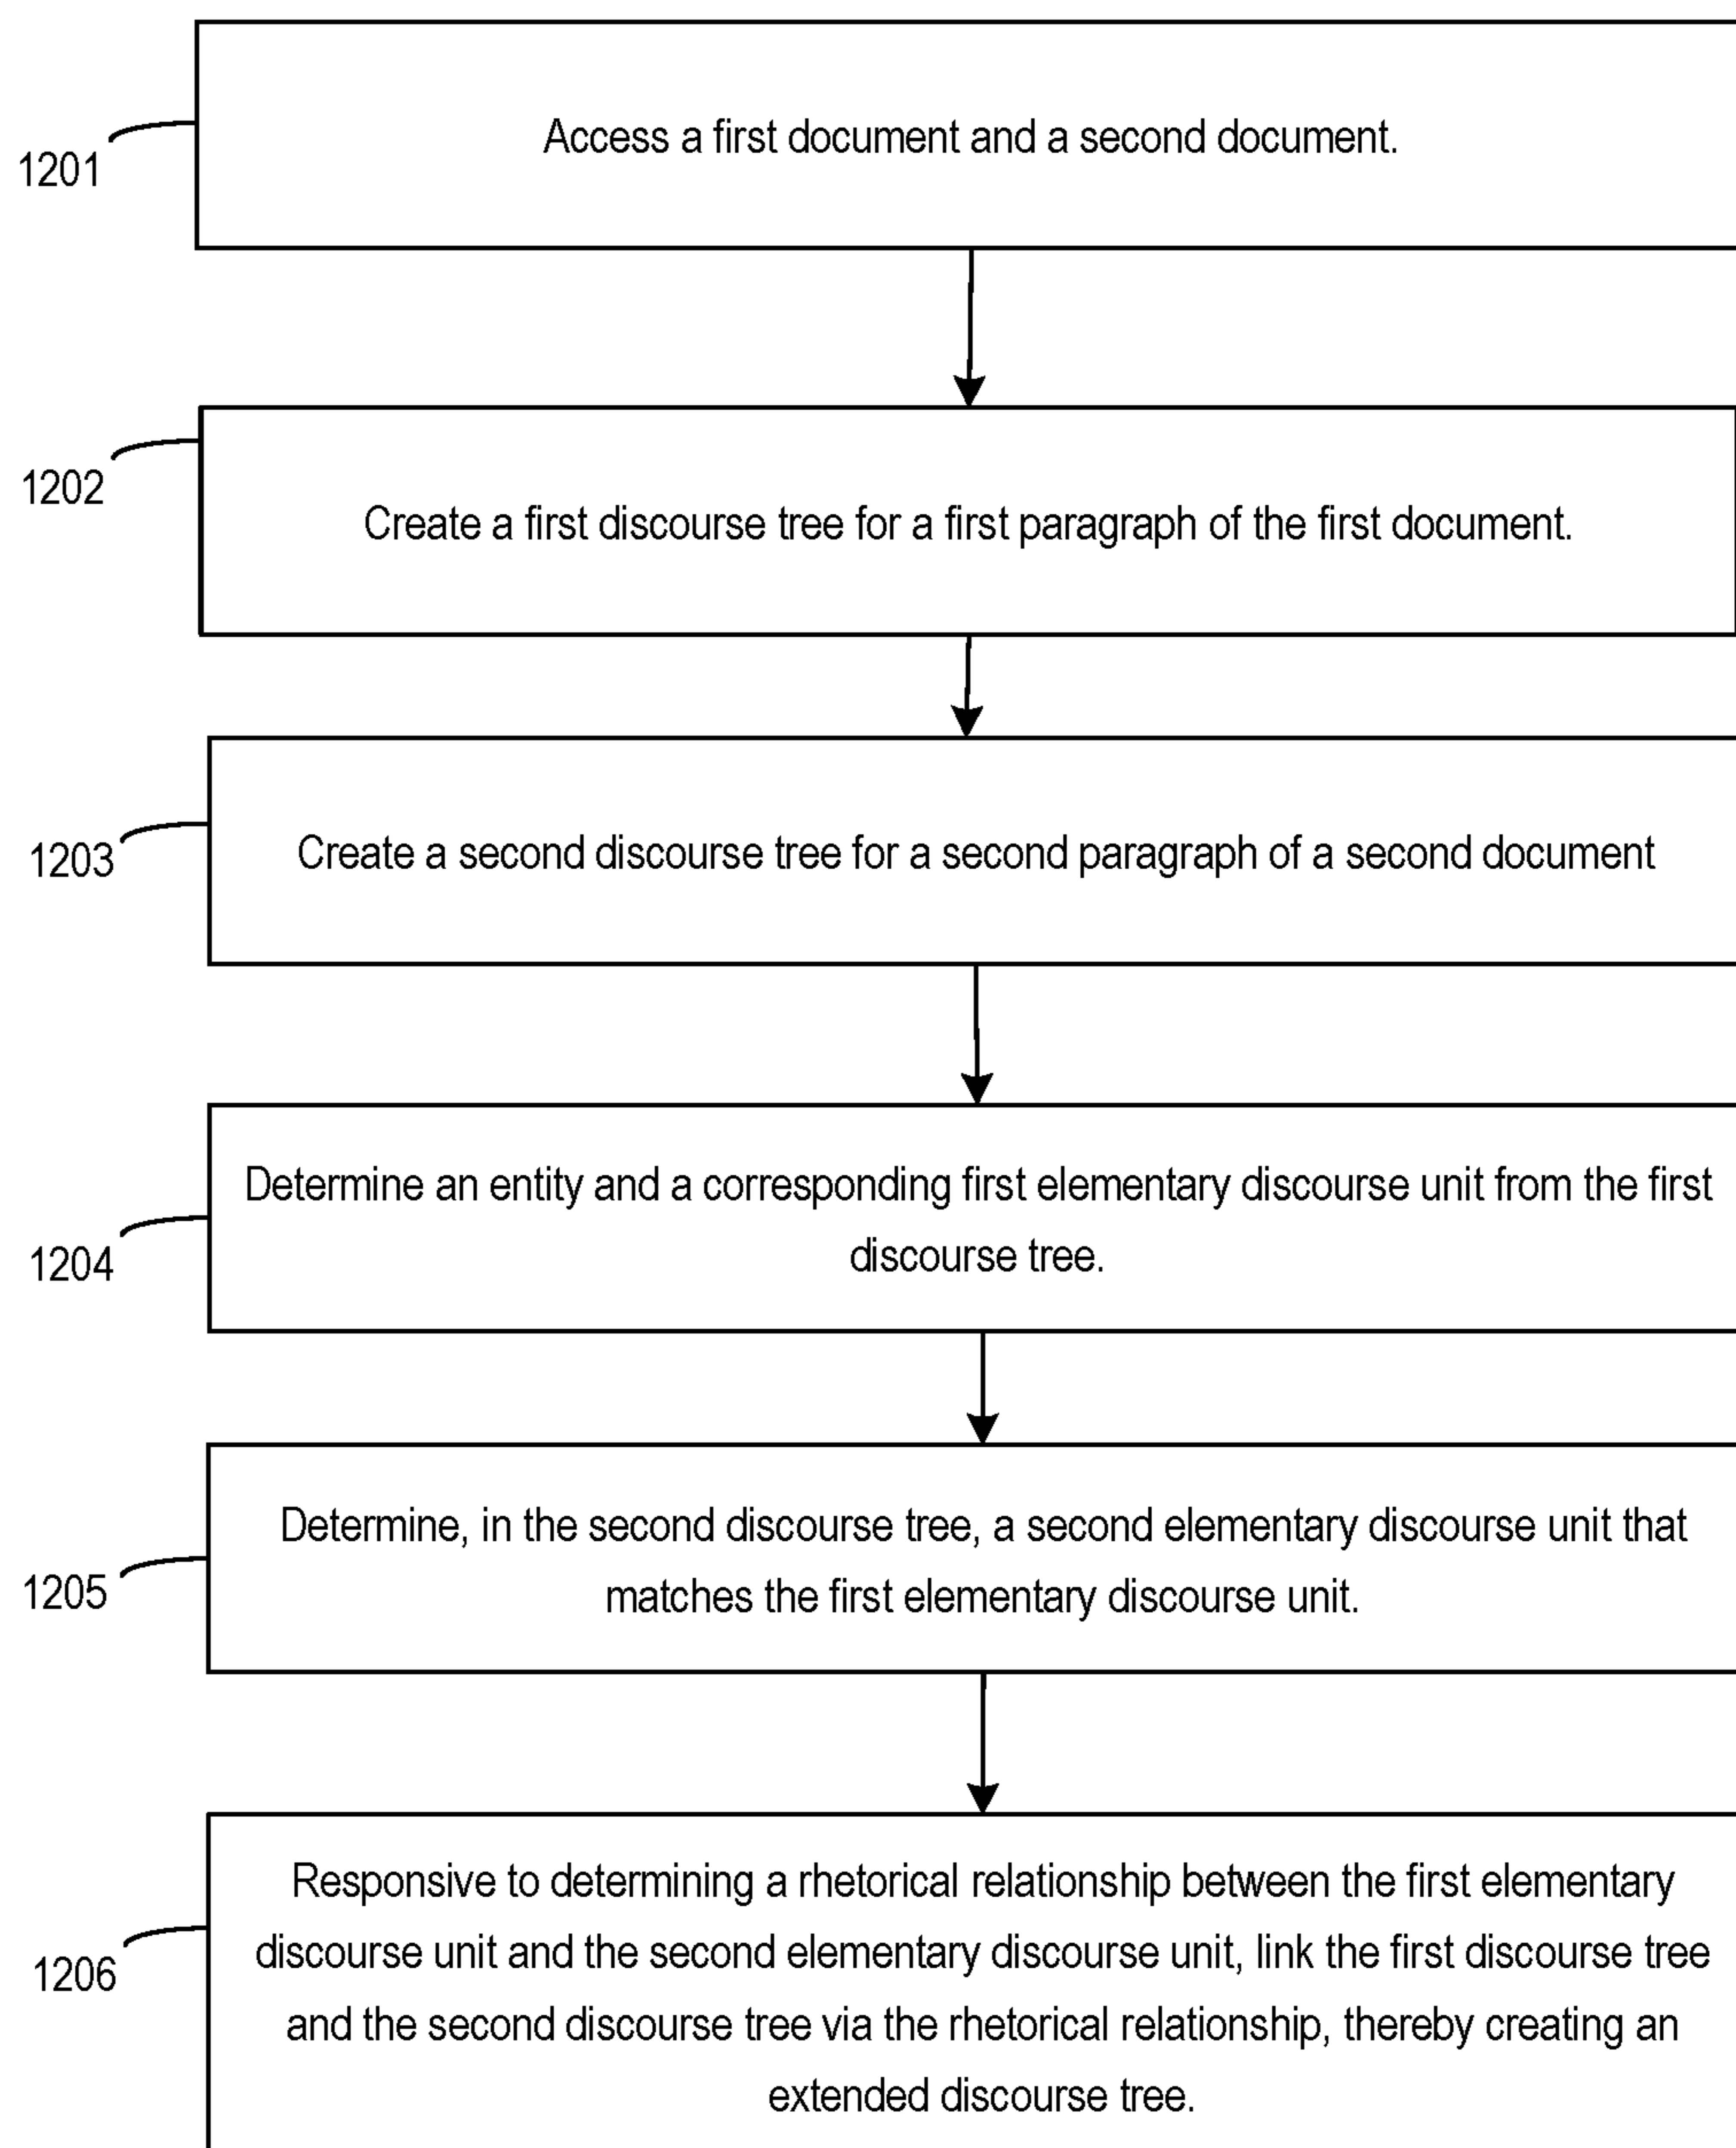 1201
Access a first document and a second document.
1202
Create a first discourse tree for a first paragraph of the first document.
1203
Create a second discourse tree for a second paragraph of a second document
1204
Determine an entity and a corresponding first elementary discourse unit from the first
discourse tree.
1205
Determine, in the second discourse tree, a second elementary discourse unit that
matches the first elementary discourse unit.
1206
Responsive to determining a rhetorical relationship between the first elementary
discourse unit and the second elementary discourse unit, link the first discourse tree
and the second discourse tree via the rhetorical relationship, thereby creating an
extended discourse tree.